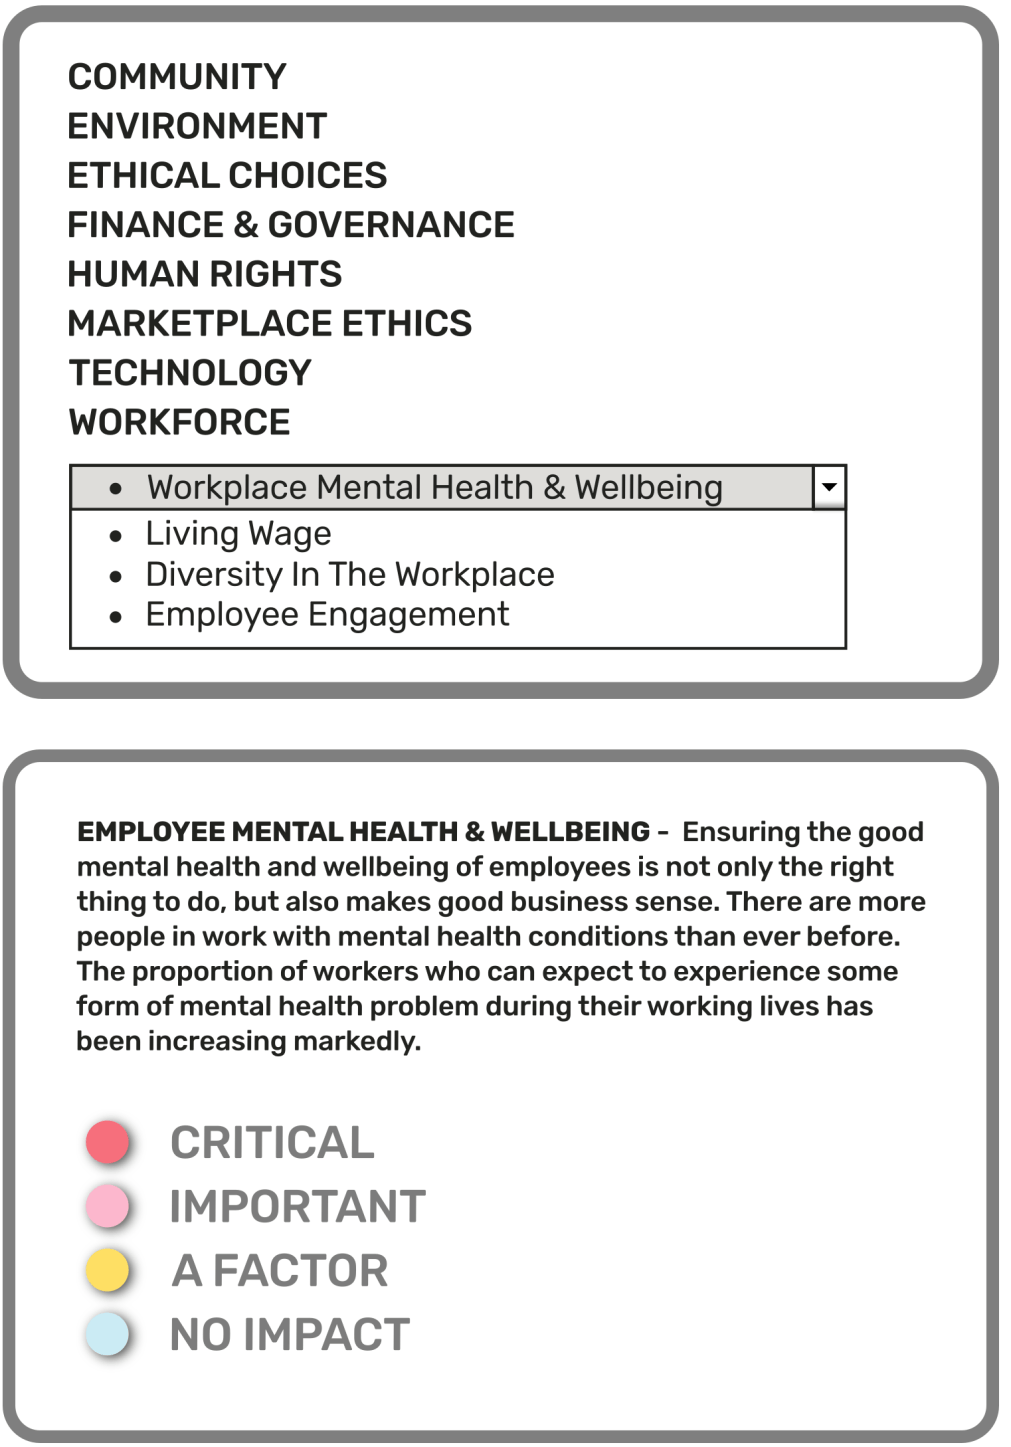 COMMUNITY
ENVIRONMENT
ETHICAL CHOICES
FINANCE & GOVERNANCE
HUMAN RIGHTS
MARKETPLACE ETHICS
TECHNOLOGY
WORKFORCE
• Workplace Mental Health & Wellbeing
• Living Wage
• Diversity In The Workplace
• Employee Engagement
EMPLOYEE MENTAL HEALTH & WELLBEING - Ensuring the good
mental health and wellbeing of employees is not only the right
thing to do, but also makes good business sense. There are more
people in work with mental health conditions than ever before.
The proportion of workers who can expect to experience some
form of mental health problem during their working lives has
been increasing markedly.
CRITICAL
IMPORTANT
A FACTOR
NO IMPACT